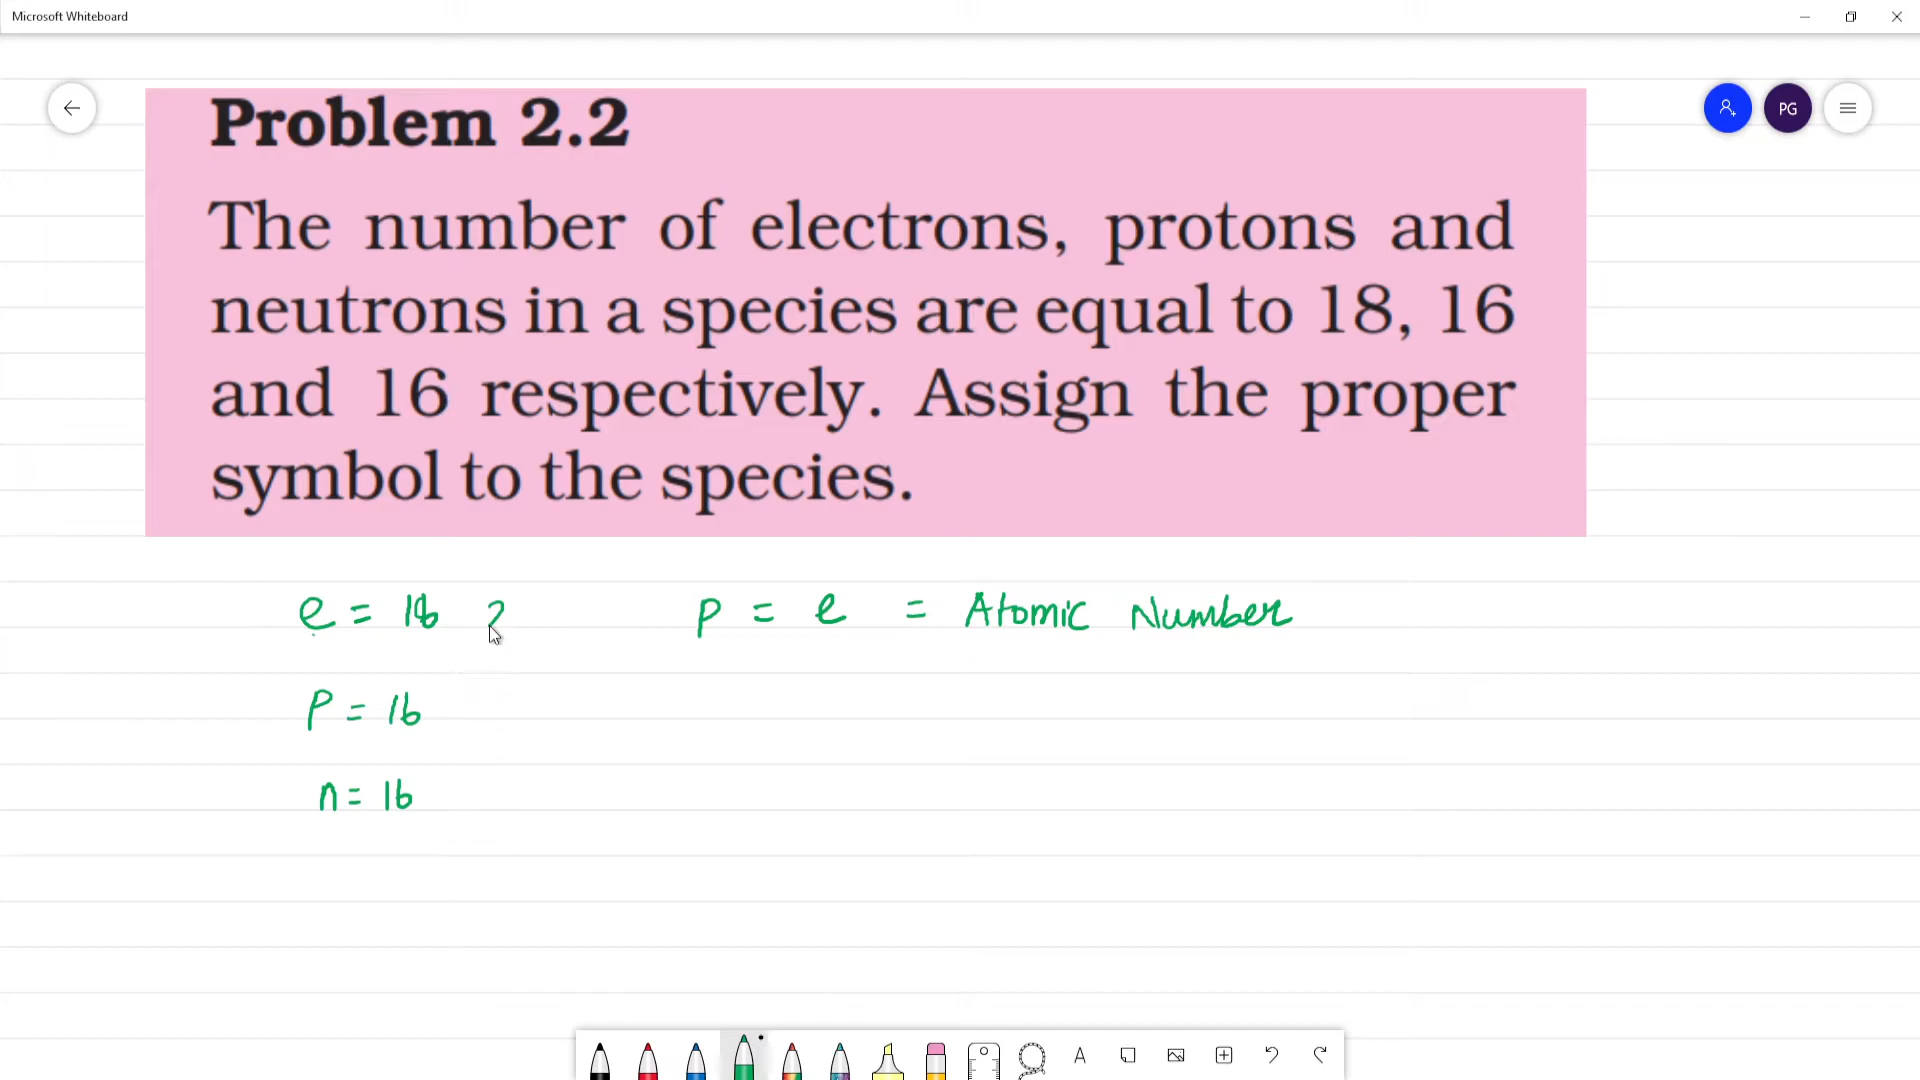 Microsoft Whiteboard
PG
Problem 2.2
The number of electrons, protons and
neutrons in a species are equal to 18, 16
and 16 respectively. Assign the proper
symbol to the species.
e = 16 ? p = e = Atomic Number
P = 16
n = 16
A